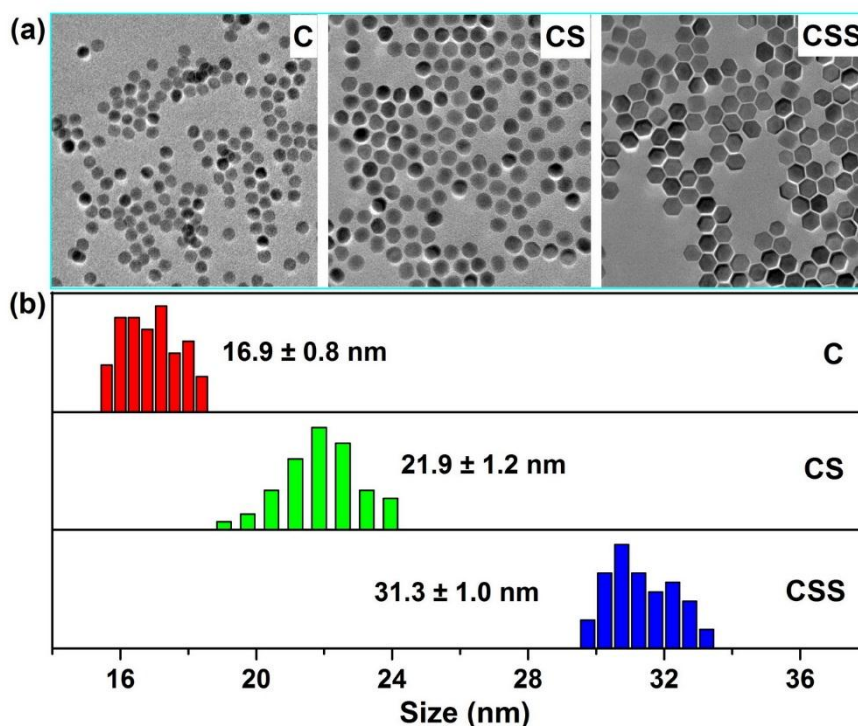 (a)
C
CS
CSS
(b)
16.9 ± 0.8 nm
C
21.9 ± 1.2 nm
CS
31.3 ± 1.0 nm
CSS
16 20 24 28 32 36
Size (nm)